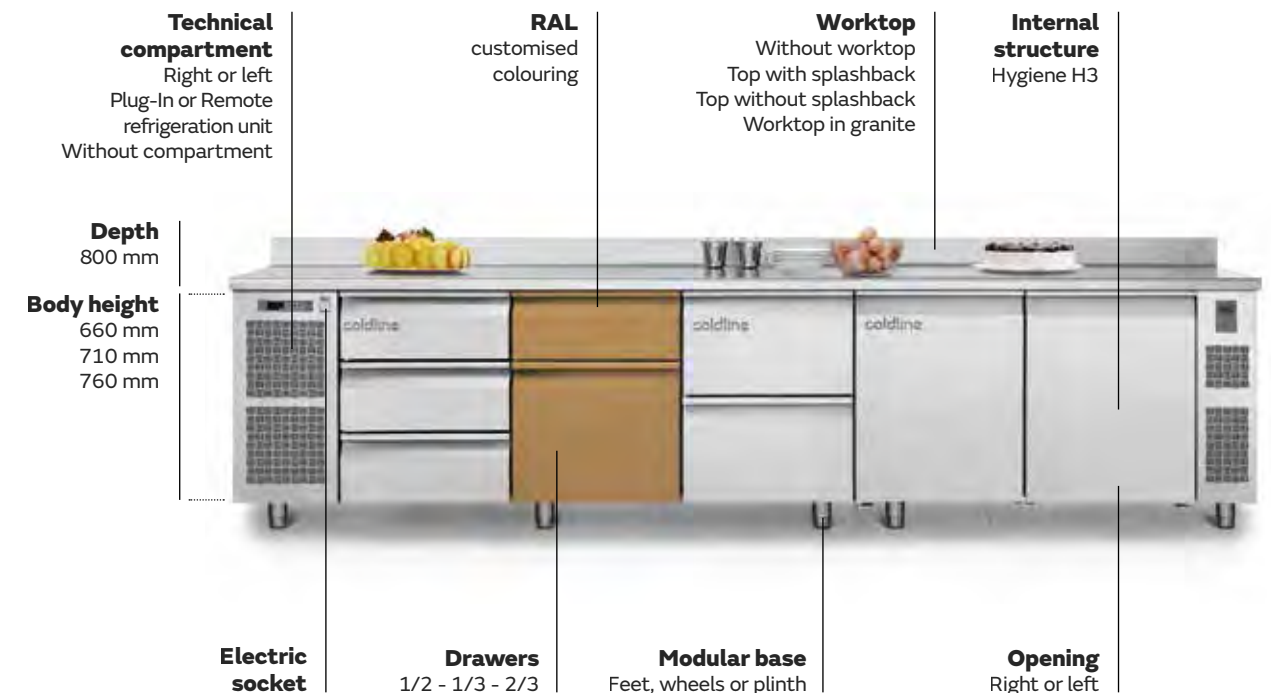 Technical
compartment
Right or left
Plug-In or Remote
refrigeration unit
Without compartment
RAL
customised
colouring
Worktop
Without worktop
Top with splashback
Top without splashback
Worktop in granite
Internal
structure
Hygiene H3
Depth
800 mm
Body height
660 mm
710 mm
760 mm
coldline
coldline
coldline
Electric
socket
Drawers
1/2 - 1/3 - 2/3
Modular base
Feet, wheels or plinth
Opening
Right or left